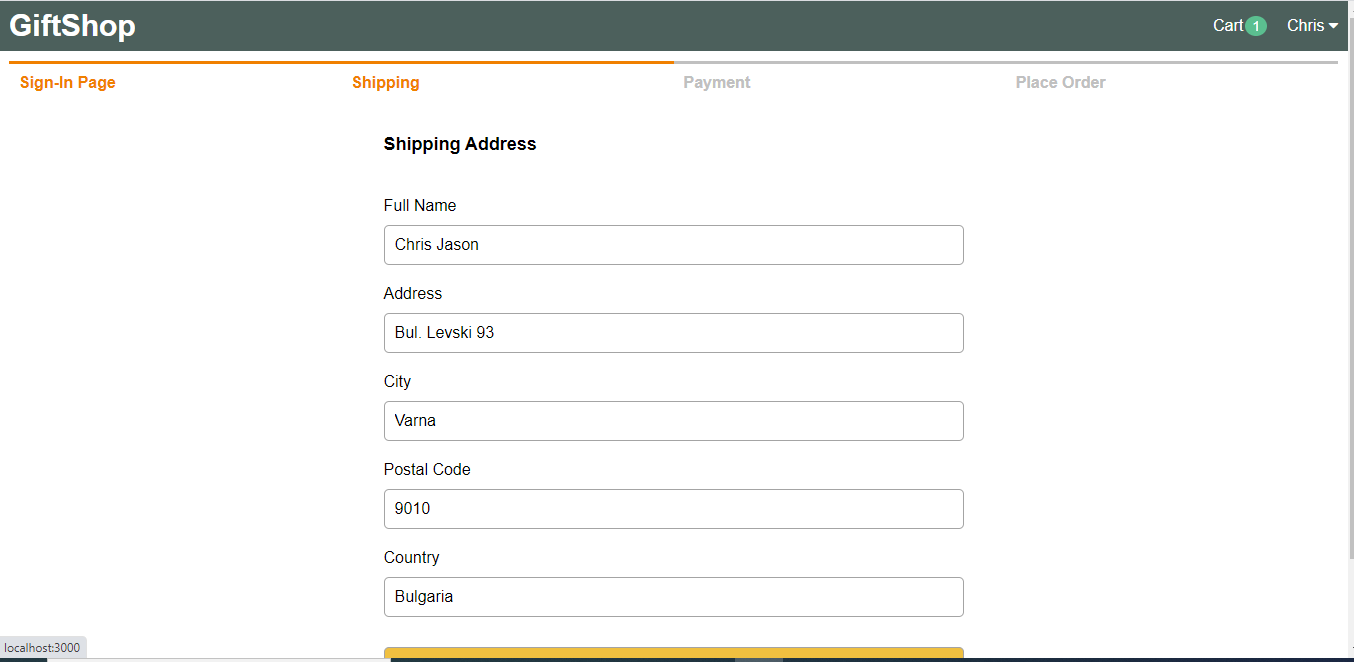 GiftShop
Cart 1 Chris
Sign-In Page Shipping Payment Place Order
Shipping Address
Full Name
Chris Jason
Address
Bul. Levski 93
City
Varna
Postal Code
9010
Country
Bulgaria
localhost:3000